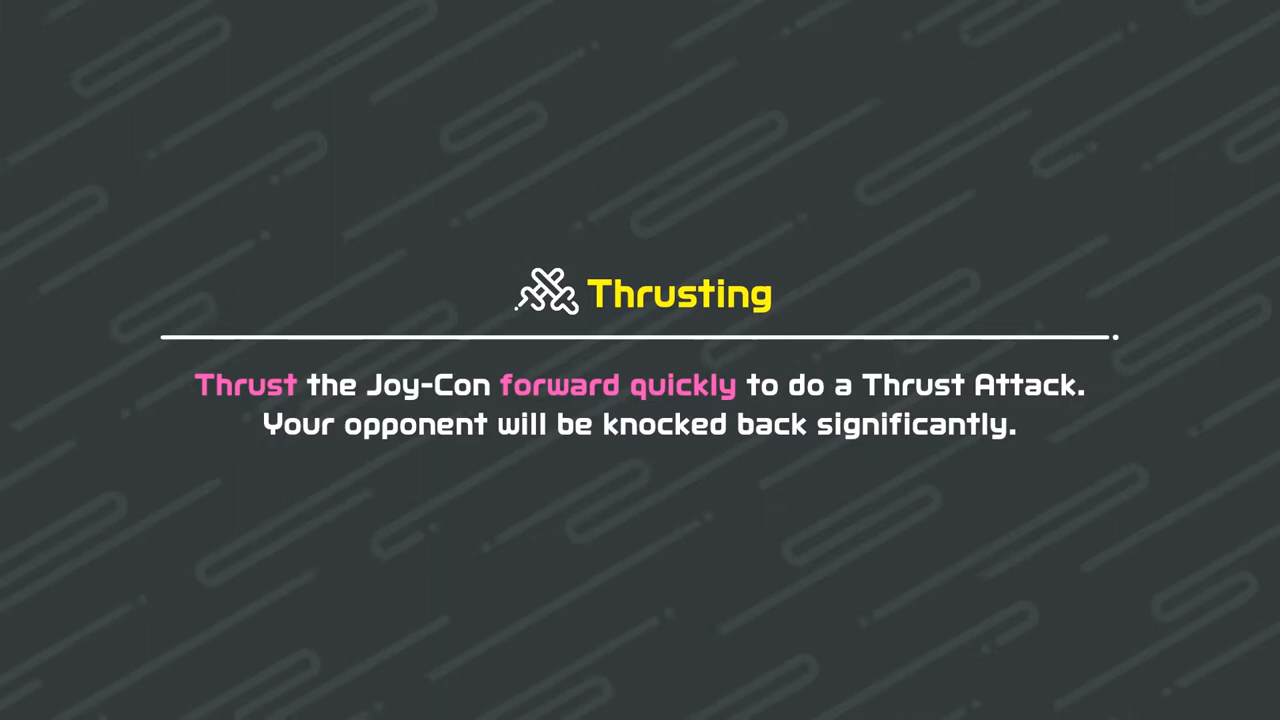 Thrusting
Thrust the Joy-Con forward quickly to do a Thrust Attack.
Your opponent will be knocked back significantly.